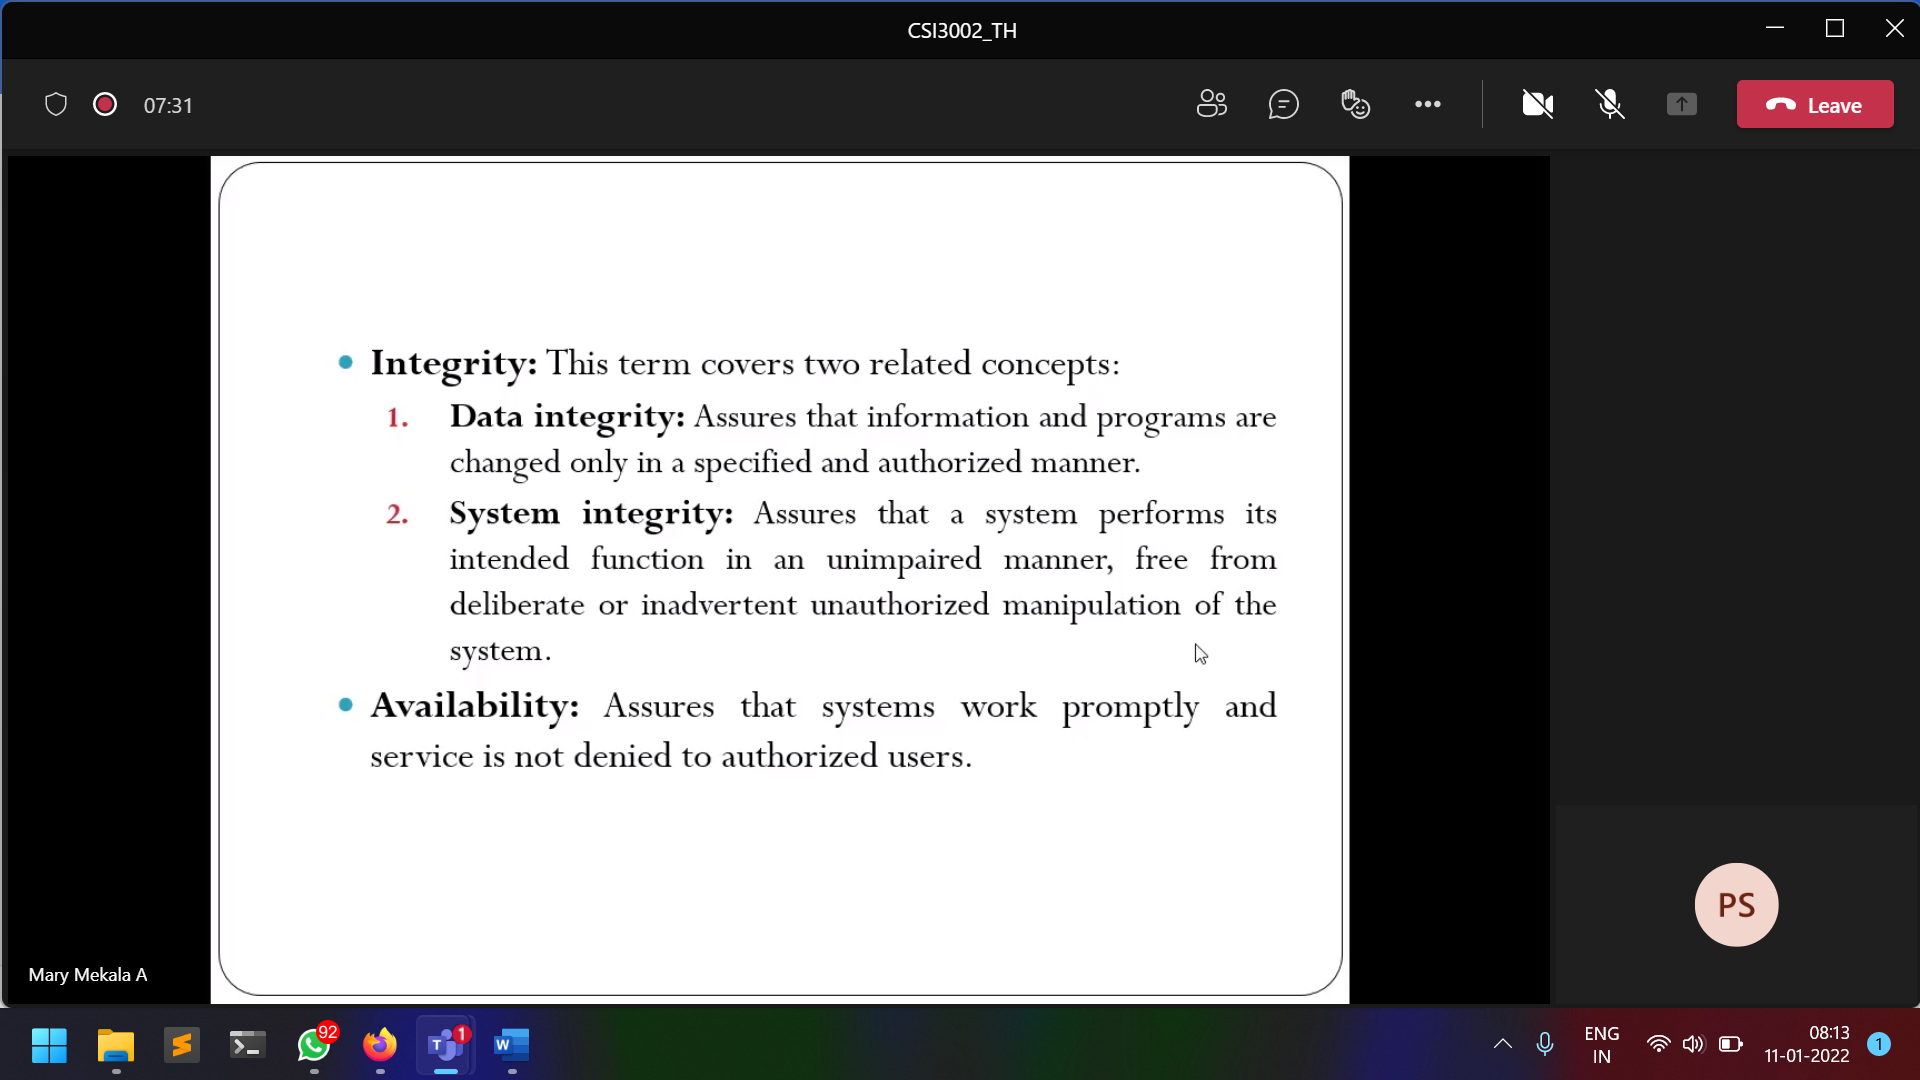 CSI3002_TH
07:31
Leave
• Integrity: This term covers two related concepts:
1. Data integrity: Assures that information and programs are
changed only in a specified and authorized manner.
2. System integrity: Assures that a system performs its
intended function in an unimpaired manner, free from
deliberate or inadvertent unauthorized manipulation of the
system.
• Availability: Assures that systems work promptly and
service is not denied to authorized users.
PS
Mary Mekala A
92
1
T
W
ENG
IN
08:13
11-01-2022
1